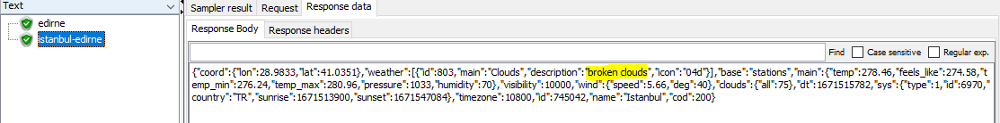 Text
Sampler result Request Response data
edirne
istanbul-edirne
Response Body Response headers
Find Case sensitive Regular exp.
{"coord":{"lon":28.9833,"lat":41.0351},"weather":[{"id":803,"main":"Clouds","description":"broken clouds","icon":"04d"}],"base":"stations","main":{"temp":278.46,"feels_like":274.58,"t
emp_min":276.24,"temp_max":280.96,"pressure":1033,"humidity":70},"visibility":10000,"wind":{"speed":5.66,"deg":40},"clouds":{"all":75},"dt":1671515782,"sys":{"type":1,"id":6970,"
country":"TR","sunrise":1671513900,"sunset":1671547084},"timezone":10800,"id":745042,"name":"Istanbul","cod":200}